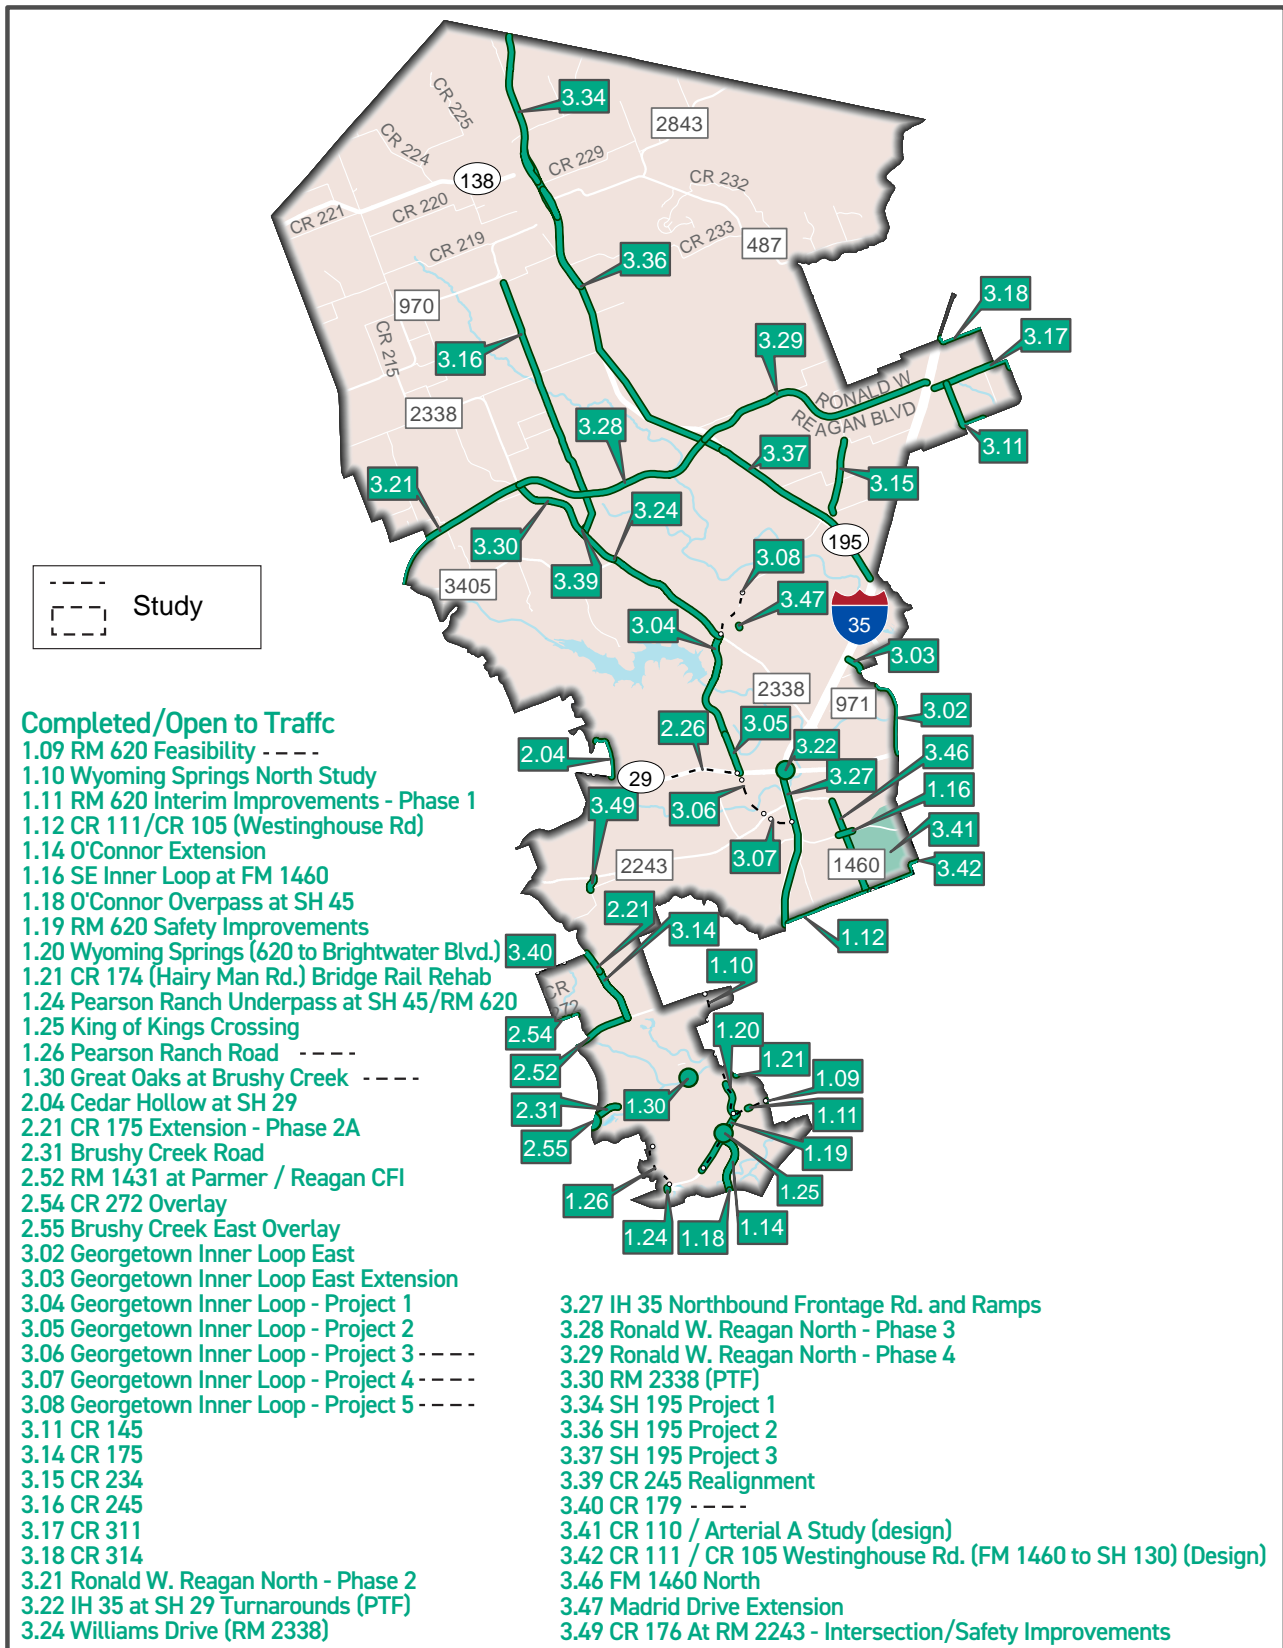 3.34
2843
CR 225
CR 224
CR 229
138
CR 232
CR 221
CR 220
CR 233
CR 219
487
3.36
970
3.18
3.29
3.17
CR 215
3.16
RONALD W
REAGAN BLVD
2338
3.28
3.11
3.37
3.21
3.15
3.24
3.30
195
3.08
3.39
3405
3.47
Study
3.04
35
3.03
2338
971
3.02
2.26
3.05
2.04
3.22
3.46
29
3.27
3.49
3.06
1.16
3.41
3.07
2243
1460
3.42
2.21
3.14
1.12
3.40
1.10
CR 272
2.54
1.20
2.52
1.21
1.09
2.31
1.30
1.11
2.55
1.19
1.26
1.25
1.24
1.18
1.14
Completed/Open to Traffc
1.09 RM 620 Feasibility
1.10 Wyoming Springs North Study
1.11 RM 620 Interim Improvements - Phase 1
1.12 CR 111/CR 105 (Westinghouse Rd)
1.14 O'Connor Extension
1.16 SE Inner Loop at FM 1460
1.18 O'Connor Overpass at SH 45
1.19 RM 620 Safety Improvements
1.20 Wyoming Springs (620 to Brightwater Blvd.)
1.21 CR 174 (Hairy Man Rd.) Bridge Rail Rehab
1.24 Pearson Ranch Underpass at SH 45/RM 620
1.25 King of Kings Crossing
1.26 Pearson Ranch Road
1.30 Great Oaks at Brushy Creek
2.04 Cedar Hollow at SH 29
2.21 CR 175 Extension - Phase 2A
2.31 Brushy Creek Road
2.52 RM 1431 at Parmer / Reagan CFI
2.54 CR 272 Overlay
2.55 Brushy Creek East Overlay
3.02 Georgetown Inner Loop East
3.03 Georgetown Inner Loop East Extension
3.04 Georgetown Inner Loop - Project 1
3.05 Georgetown Inner Loop - Project 2
3.06 Georgetown Inner Loop - Project 3
3.07 Georgetown Inner Loop - Project 4
3.08 Georgetown Inner Loop - Project 5
3.11 CR 145
3.14 CR 175
3.15 CR 234
3.16 CR 245
3.17 CR 311
3.18 CR 314
3.21 Ronald W. Reagan North - Phase 2
3.22 IH 35 at SH 29 Turnarounds (PTF)
3.24 Williams Drive (RM 2338)
3.27 IH 35 Northbound Frontage Rd. and Ramps
3.28 Ronald W. Reagan North - Phase 3
3.29 Ronald W. Reagan North - Phase 4
3.30 RM 2338 (PTF)
3.34 SH 195 Project 1
3.36 SH 195 Project 2
3.37 SH 195 Project 3
3.39 CR 245 Realignment
3.40 CR 179
3.41 CR 110 / Arterial A Study (design)
3.42 CR 111 / CR 105 Westinghouse Rd. (FM 1460 to SH 130) (Design)
3.46 FM 1460 North
3.47 Madrid Drive Extension
3.49 CR 176 At RM 2243 - Intersection/Safety Improvements